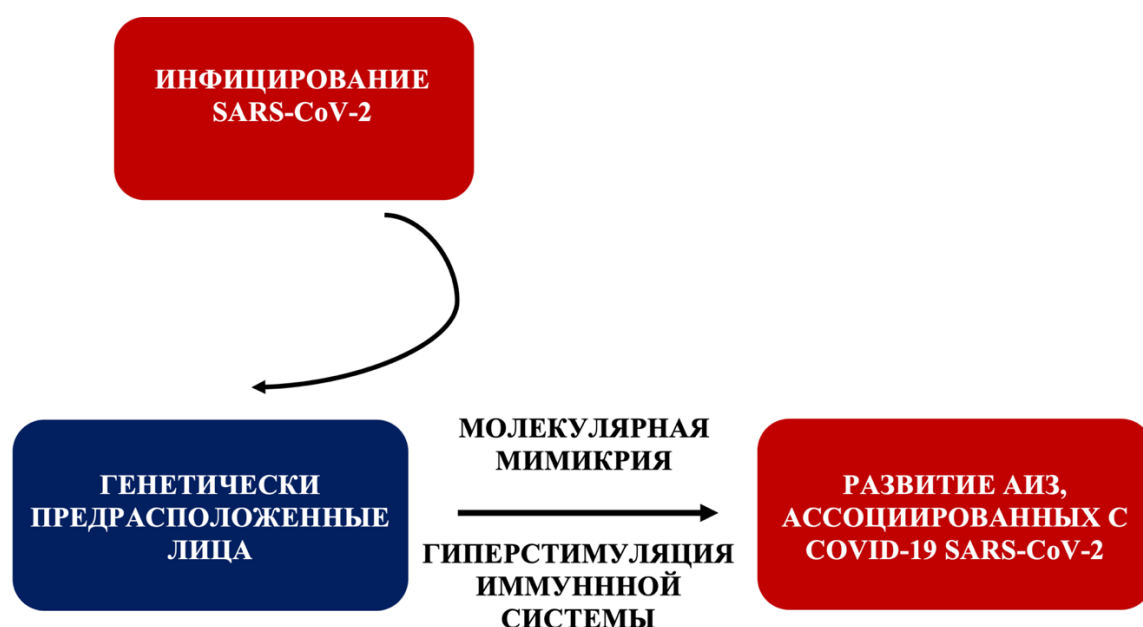 ИНФИЦИРОВАНИЕ
SARS-CoV-2
МОЛЕКУЛЯРНАЯ
МИМИКРИЯ
ГЕНЕТИЧЕСКИ
ПРЕДРАСПОЛОЖЕННЫЕ
ЛИЦА
ГИПЕРСТИМУЛЯЦИЯ
ИММУНННОЙ
СИСТЕМЫ
РАЗВИТИЕ АИЗ,
АССОЦИИРОВАННЫХ С
COVID-19 SARS-CoV-2